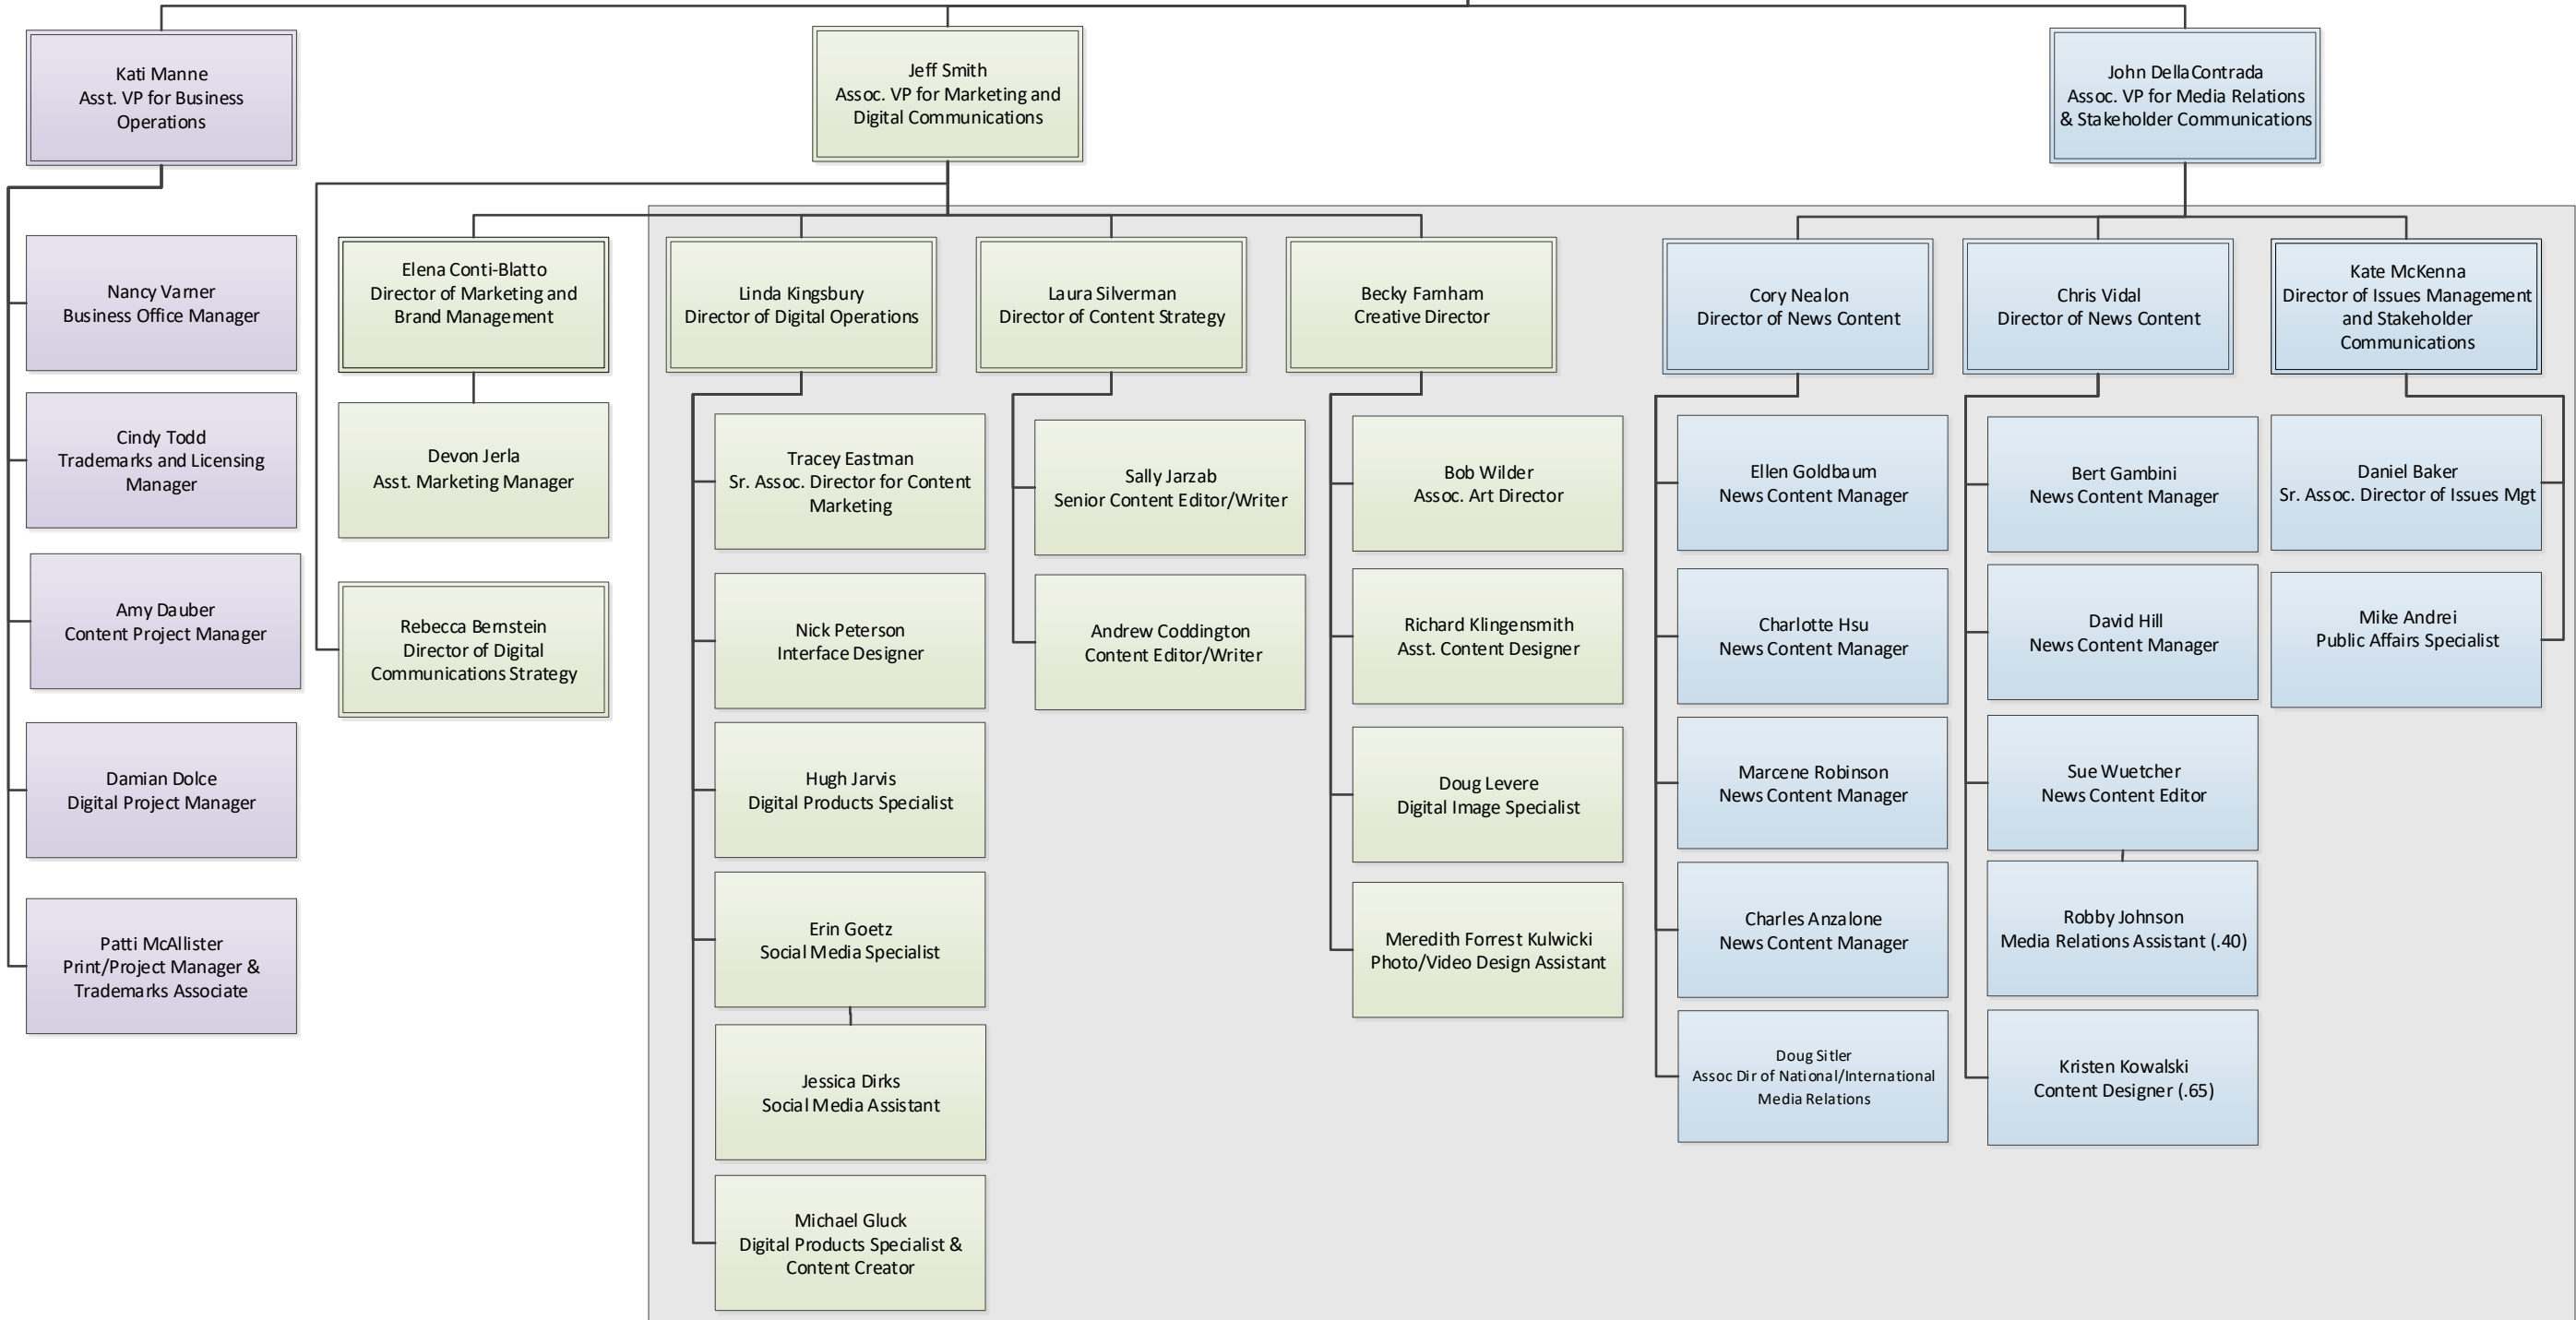 Kati Manne
Asst. VP for Business
Operations
Jeff Smith
Assoc. VP for Marketing and
Digital Communications
John DellaContrada
Assoc. VP for Media Relations
& Stakeholder Communications
Nancy Varner
Business Office Manager
Cindy Todd
Trademarks and Licensing
Manager
Amy Dauber
Content Project Manager
Damian Dolce
Digital Project Manager
Patti McAllister
Print/Project Manager &
Trademarks Associate
Elena Conti-Blatto
Director of Marketing and
Brand Management
Devon Jerla
Asst. Marketing Manager
Rebecca Bernstein
Director of Digital
Communications Strategy
Linda Kingsbury
Director of Digital Operations
Tracey Eastman
Sr. Assoc. Director for Content
Marketing
Nick Peterson
Interface Designer
Hugh Jarvis
Digital Products Specialist
Erin Goetz
Social Media Specialist
Jessica Dirks
Social Media Assistant
Michael Gluck
Digital Products Specialist &
Content Creator
Laura Silverman
Director of Content Strategy
Sally Jarzab
Senior Content Editor/Writer
Andrew Coddington
Content Editor/Writer
Becky Farnham
Creative Director
Bob Wilder
Assoc. Art Director
Richard Klingensmith
Asst. Content Designer
Doug Levere
Digital Image Specialist
Meredith Forrest Kulwicki
Photo/Video Design Assistant
Cory Nealon
Director of News Content
Ellen Goldbaum
News Content Manager
Charlotte Hsu
News Content Manager
Marcene Robinson
News Content Manager
Charles Anzalone
News Content Manager
Doug Sitler
Assoc Dir of National/International
Media Relations
Chris Vidal
Director of News Content
Bert Gambini
News Content Manager
David Hill
News Content Manager
Sue Wuetcher
News Content Editor
Robby Johnson
Media Relations Assistant (.40)
Kristen Kowalski
Content Designer (.65)
Kate McKenna
Director of Issues Management
and Stakeholder
Communications
Daniel Baker
Sr. Assoc. Director of Issues Mgt
Mike Andrei
Public Affairs Specialist